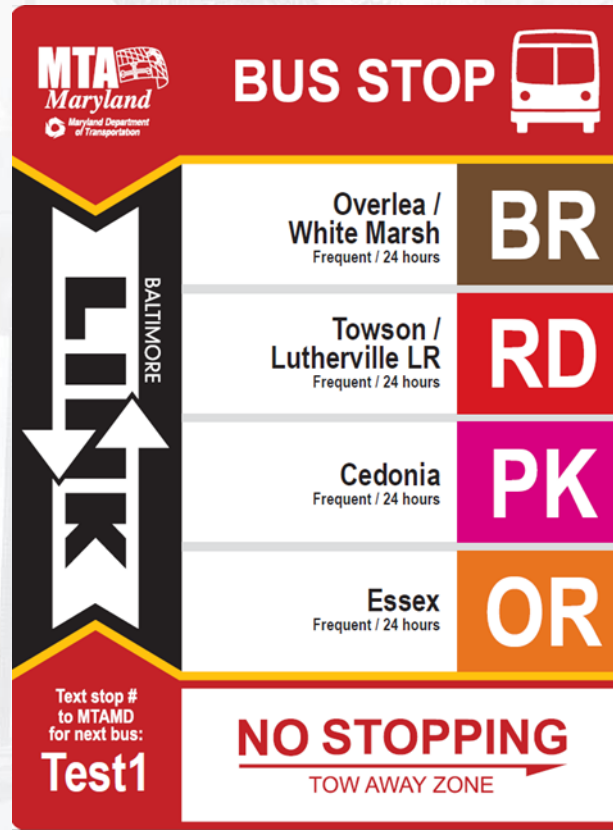 MTA
Maryland
Maryland Department
of Transportation
BUS STOP
BALTIMORE
LINK
Overlea /
White Marsh
Frequent / 24 hours
BR
Towson /
Lutherville LR
Frequent / 24 hours
RD
Cedonia
Frequent / 24 hours
PK
Essex
Frequent / 24 hours
OR
Text stop #
to MTAMD
for next bus:
Test1
NO STOPPING
TOW AWAY ZONE